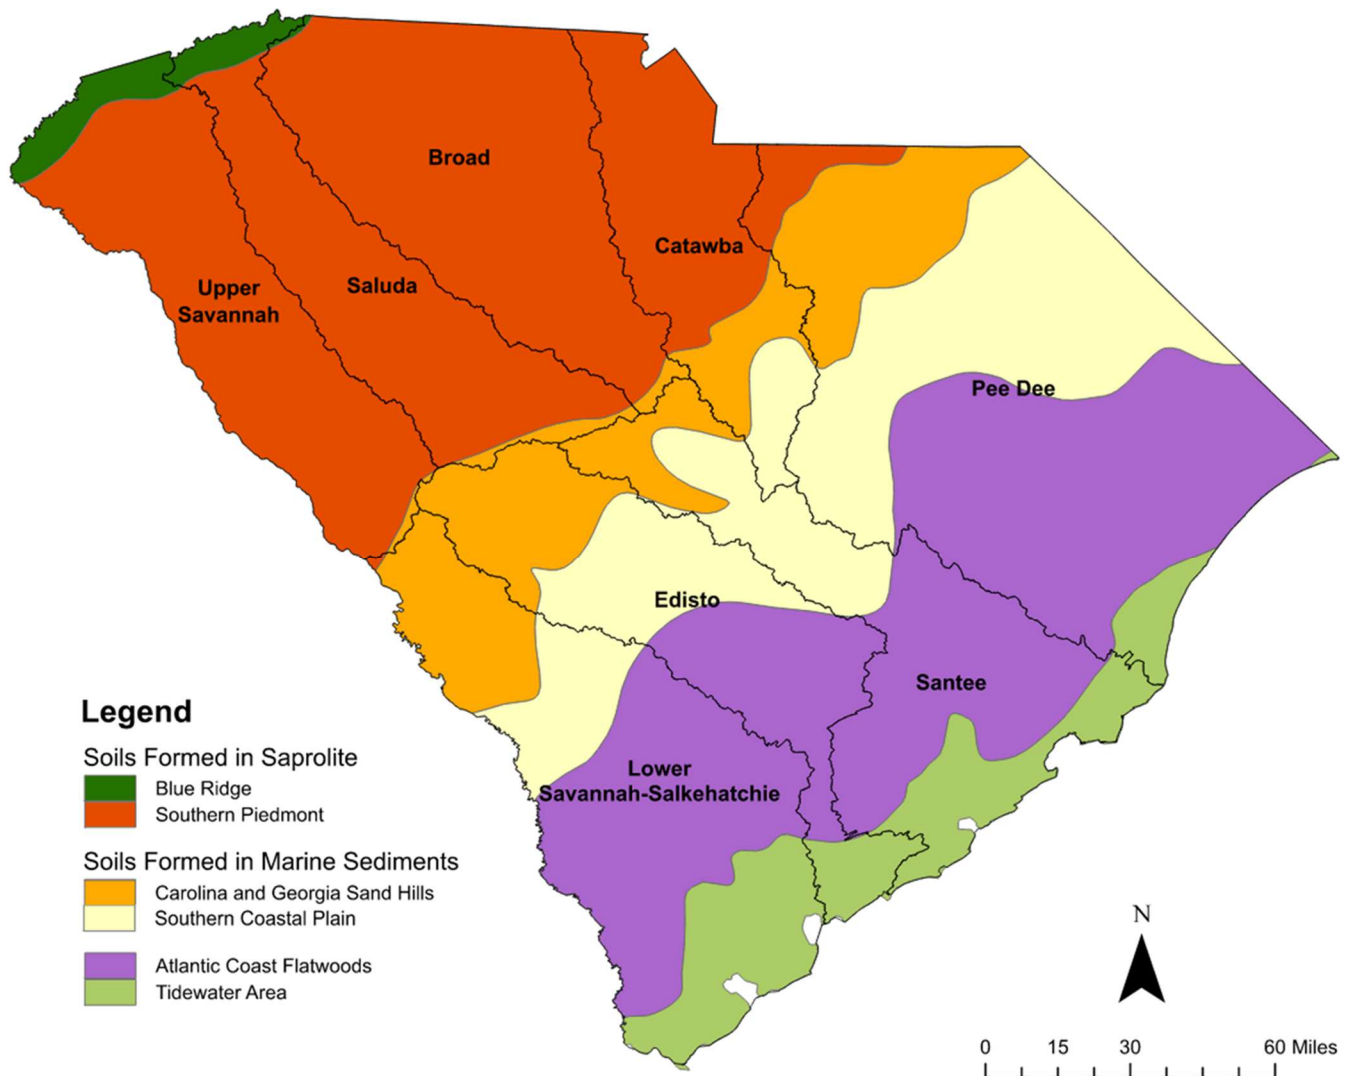 Broad
Catawba
Upper
Savannah
Saluda
Pee Dee
Edisto
Santee
Lower
Savannah-Salkehatchie
Legend
Soils Formed in Saprolite
Blue Ridge
Southern Piedmont
Soils Formed in Marine Sediments
Carolina and Georgia Sand Hills
Southern Coastal Plain
Atlantic Coast Flatwoods
Tidewater Area
N
0 15 30 60 Miles